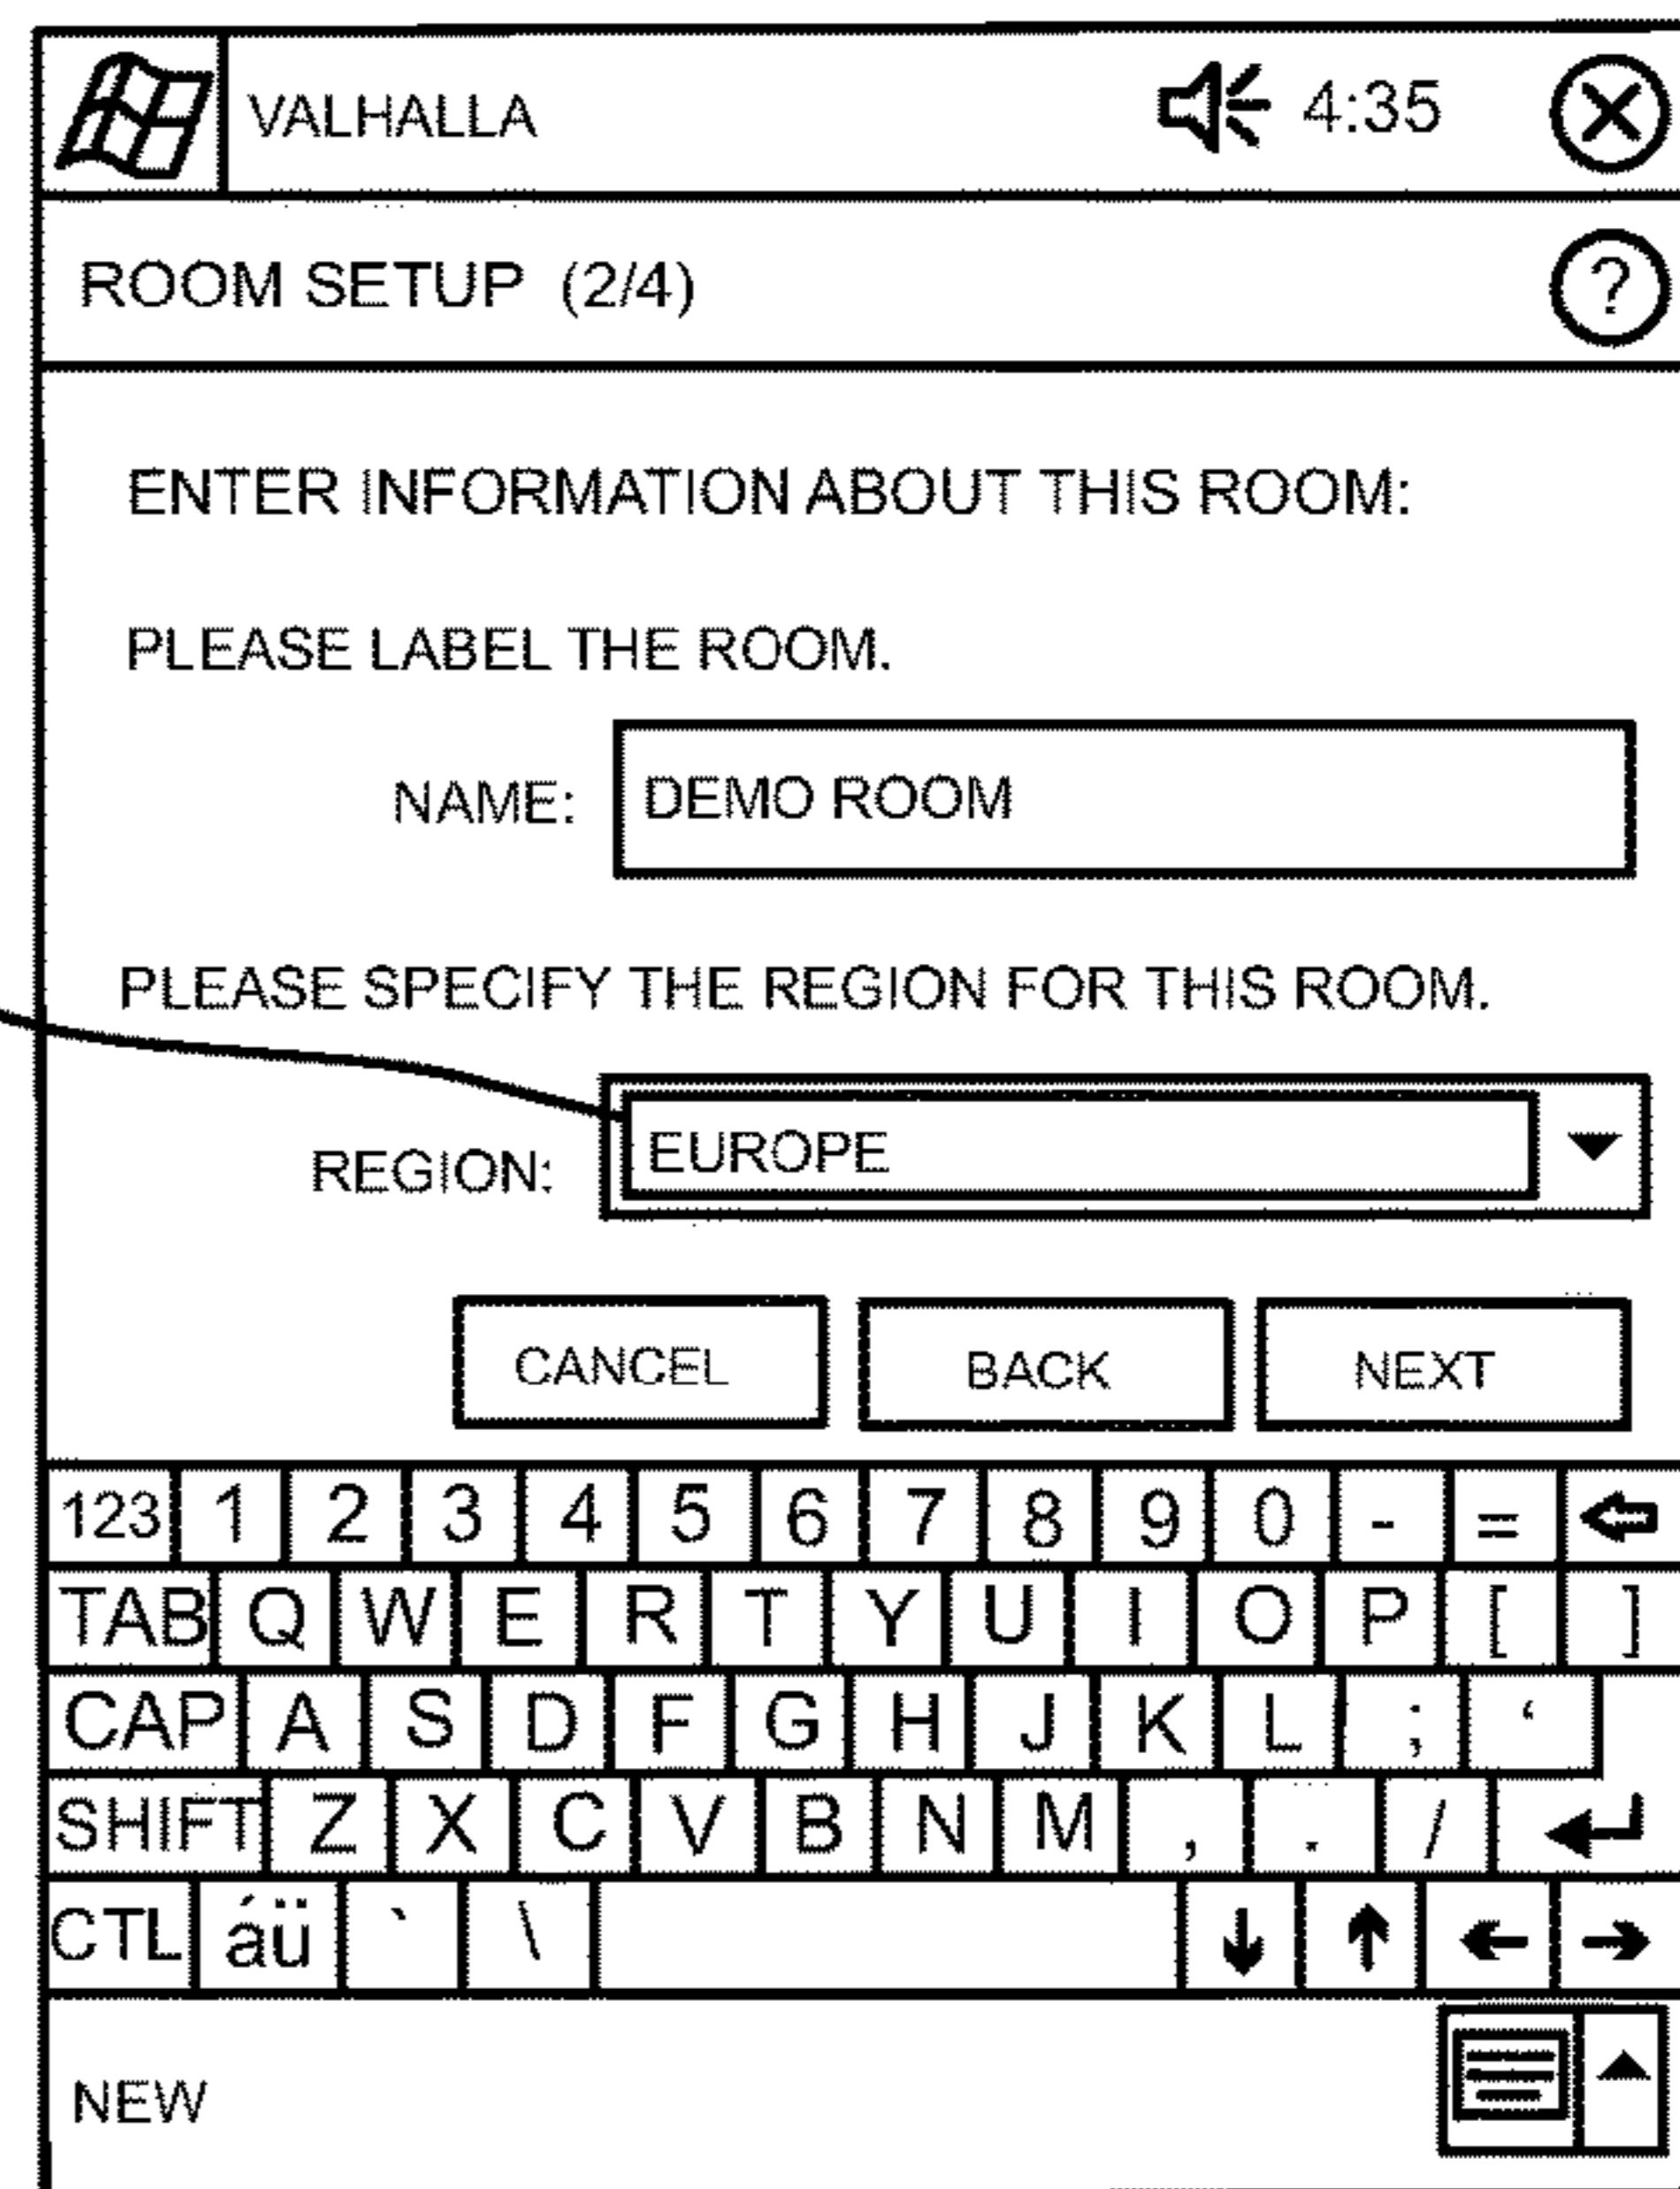 VALHALLA 4:35
ROOM SETUP (2/4) ?
ENTER INFORMATION ABOUT THIS ROOM:
PLEASE LABEL THE ROOM.
NAME: DEMO ROOM
PLEASE SPECIFY THE REGION FOR THIS ROOM.
REGION: EUROPE
CANCEL BACK NEXT
123 1 2 3 4 5 6 7 8 9 0 - =
TAB Q W E R T Y U I O P [ ]
CAP A S D F G H J K L ; ‘
SHIFT Z X C V B N M , . /
CTL áü ` \
NEW